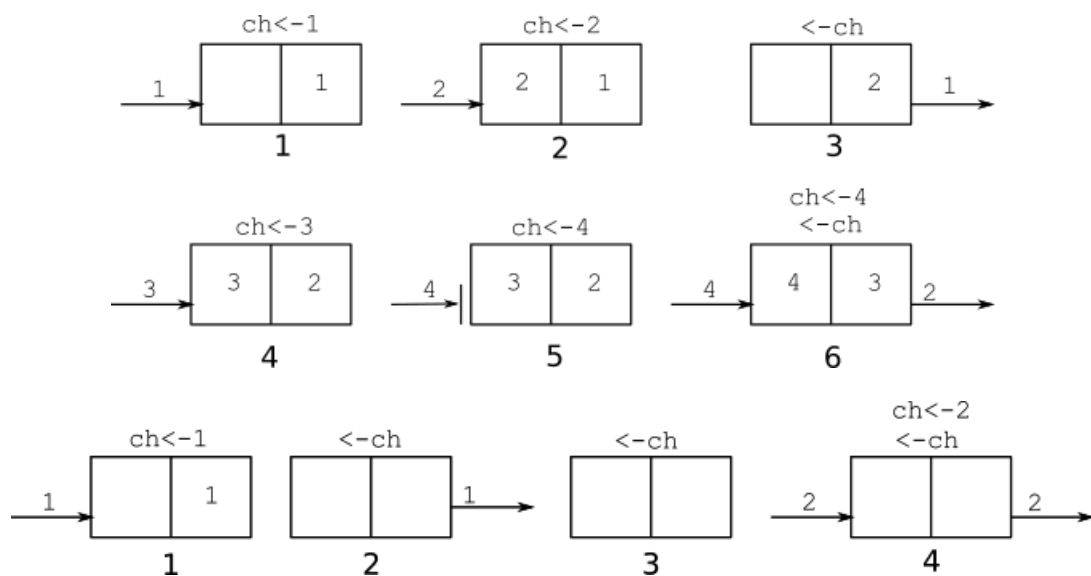 ch<-1 ch<-2 <-ch
1 1 2 2 1 2 1
1 2 3
ch<-4
ch<-3 ch<-4 <-ch
3 3 2 4 3 2 4 4 3 2
4 5 6
ch<-2
ch<-1 <-ch <-ch <-ch
1 1 1 2 2
1 2 3 4